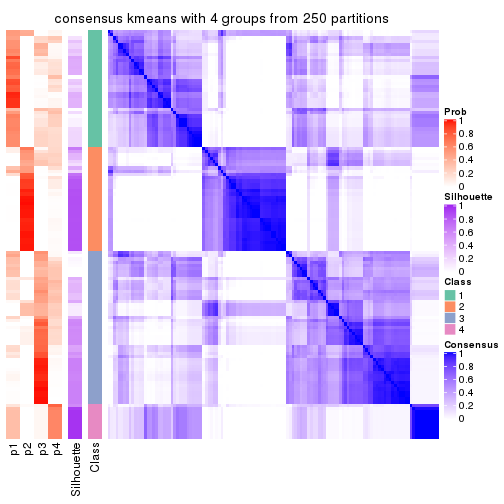 consensus kmeans with 4 groups from 250 partitions
Prob
1
0.8
0.6
0.4
0.2
0
Silhouette
1
0.8
0.6
0.4
0.2
0
Class
1
2
3
4
Consensus
1
0.8
0.6
0.4
0.2
0
p1
p2
p3
p4
Silhouette
Class